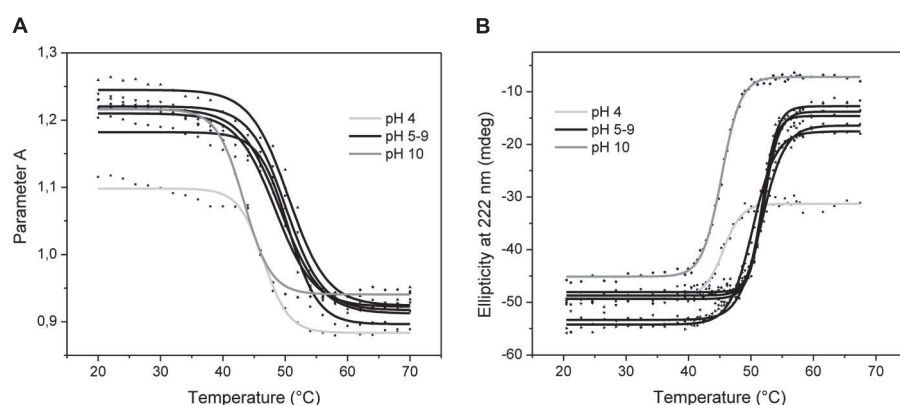 A
1,3
1,2
1,1
1,0
0,9
Parameter A
20 30 40 50 60 70
Temperature (°C)
pH 4
pH 5-9
pH 10
B
-10
-20
-30
-40
-50
-60
Ellipticity at 222 nm (mdeg)
20 30 40 50 60 70
Temperature (°C)
pH 4
pH 5-9
pH 10